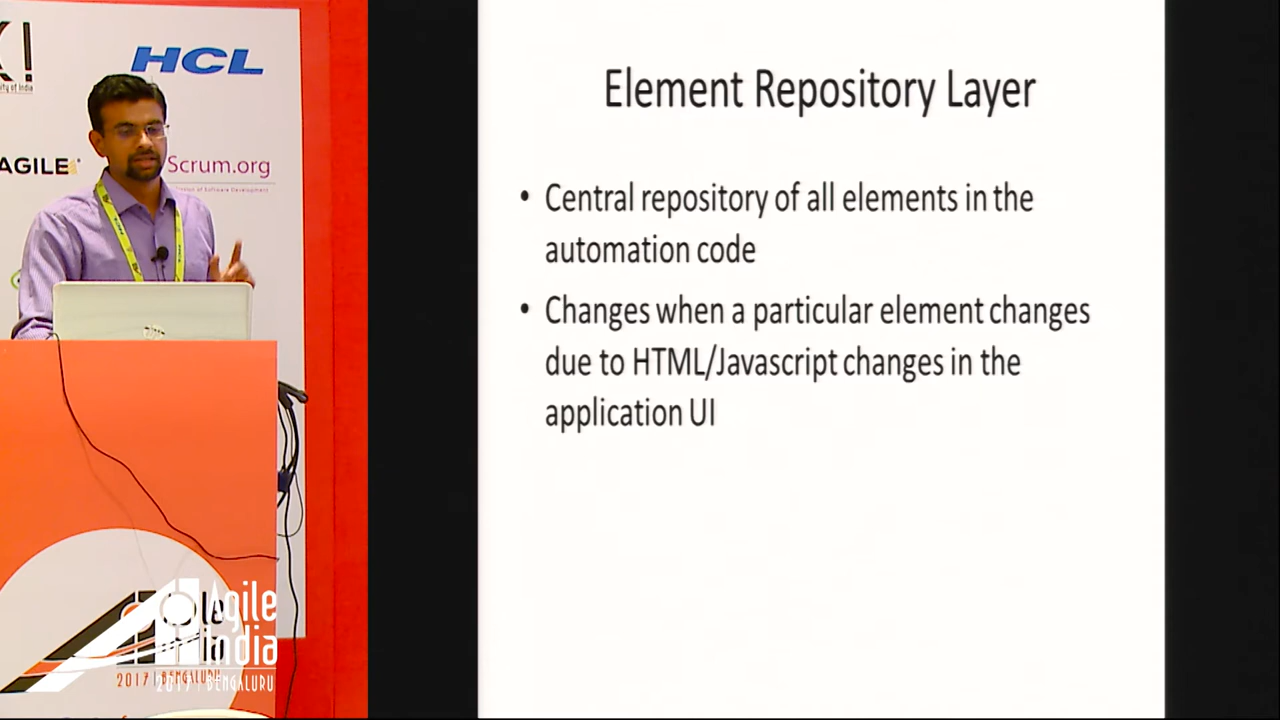 HCL
AGILE
Scrum.org
Element Repository Layer
• Central repository of all elements in the
automation code
• Changes when a particular element changes
due to HTML/Javascript changes in the
application UI
Agile
India
2017 | BENGALURU